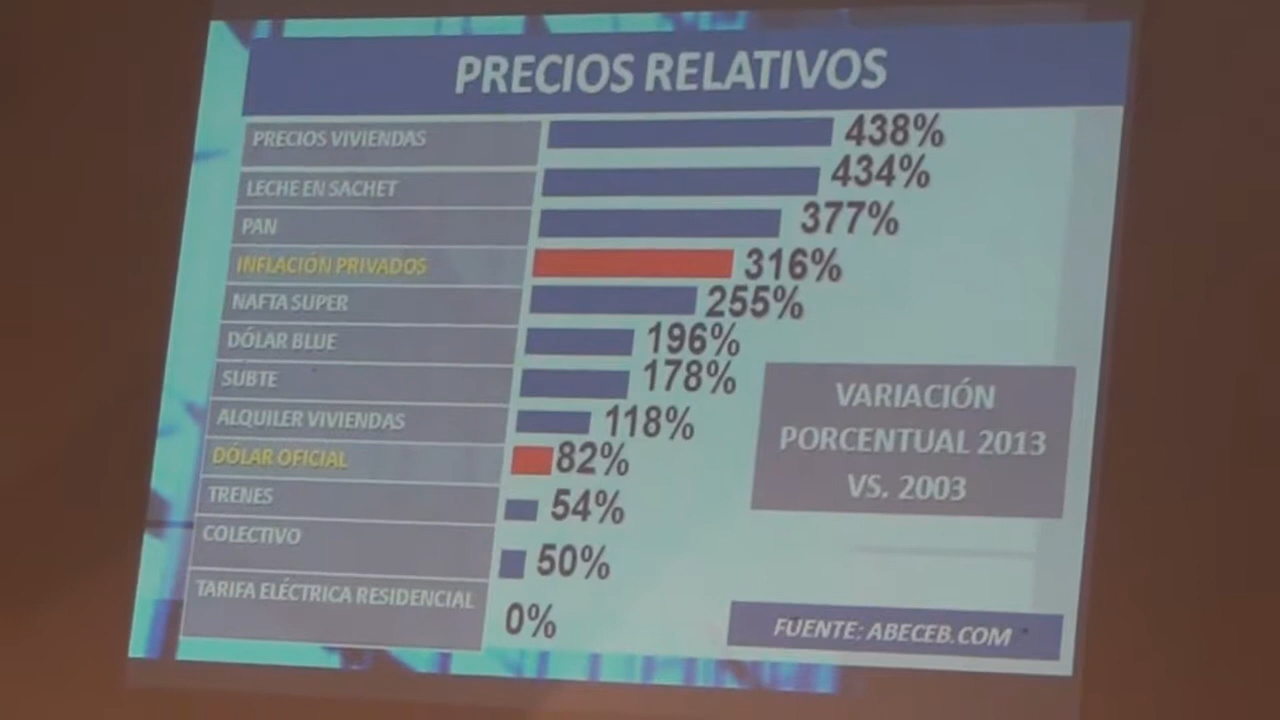 PRECIOS RELATIVOS
PRECIOS VIVIENDAS 438%
LECHE EN SACHET 434%
PAN 377%
INFLACIÓN PRIVADOS 316%
NAFTA SUPER 255%
DÓLAR BLUE 196%
SUBTE 178%
ALQUILER VIVIENDAS 118%
DÓLAR OFICIAL 82%
TRENES 54%
COLECTIVO 50%
TARIFA ELÉCTRICA RESIDENCIAL 0%
VARIACIÓN
PORCENTUAL 2013
VS. 2003
FUENTE: ABECEB.COM